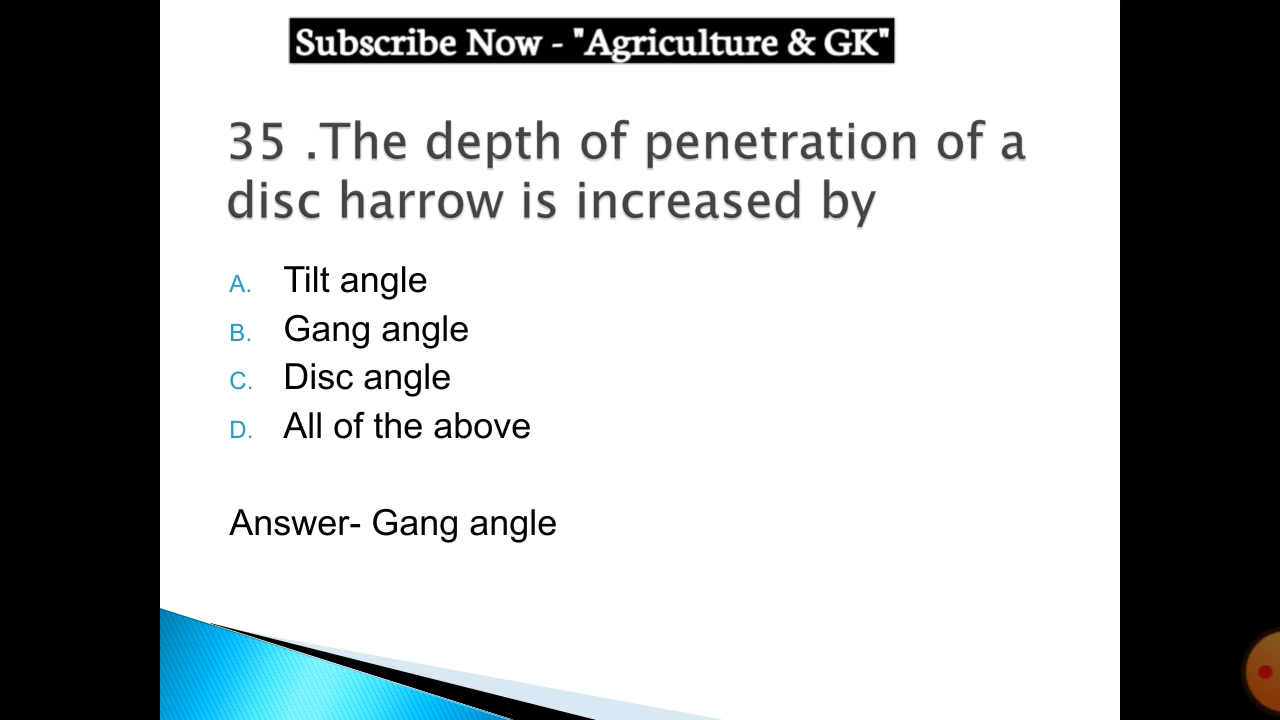 Subscribe Now - "Agriculture & GK"
35 .The depth of penetration of a
disc harrow is increased by
A. Tilt angle
B. Gang angle
C. Disc angle
D. All of the above
Answer- Gang angle